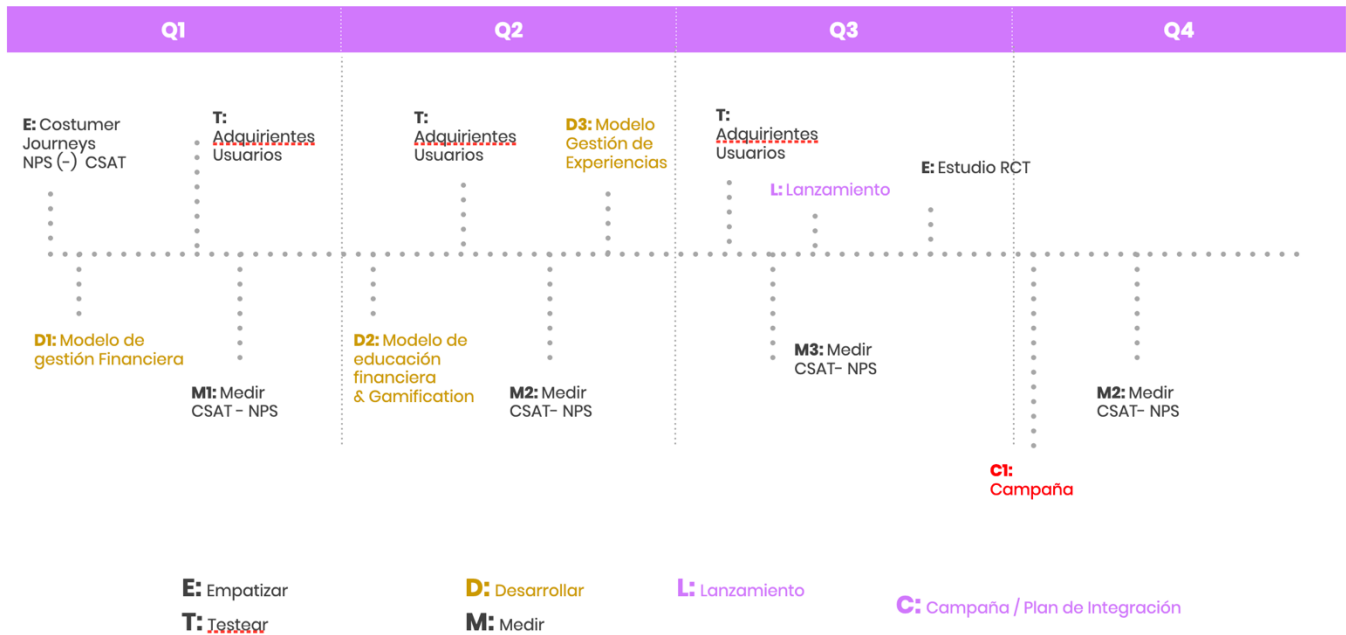 Q1
Q2
Q3
Q4
E: Costumer
Journeys
NPS (-) CSAT
T:
Adquirientes
Usuarios
T:
Adquirientes
Usuarios
D3: Modelo
Gestión de
Experiencias
T:
Adquirientes
Usuarios
L: Lanzamiento
E: Estudio RCT
D1: Modelo de
gestión Financiera
M1: Medir
CSAT - NPS
D2: Modelo de
educación
financiera
& Gamification
M2: Medir
CSAT- NPS
M3: Medir
CSAT- NPS
M2: Medir
CSAT- NPS
C1:
Campaña
E: Empatizar
T: Testear
D: Desarrollar
M: Medir
L: Lanzamiento
C: Campaña / Plan de Integración